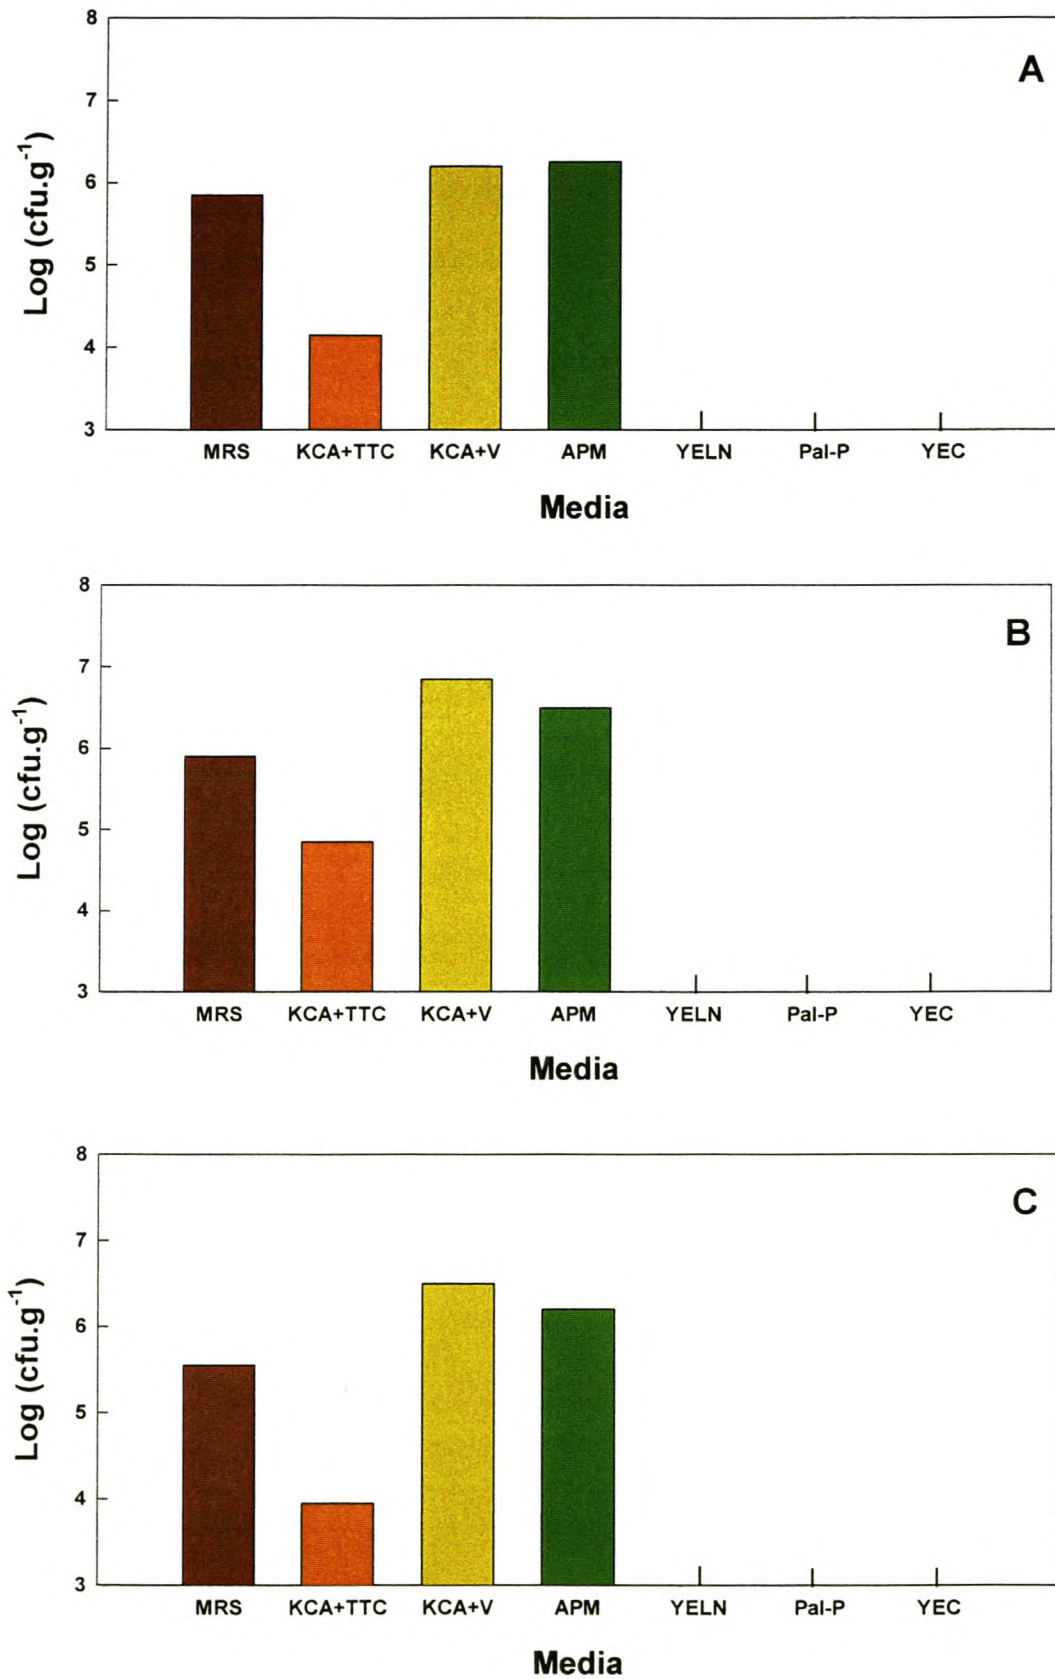 A
8
7
6
5
4
3
Log (cfu.g-1)
MRS KCA+TTC KCA+V APM YELN Pal-P YEC
Media
B
8
7
6
5
4
3
Log (cfu.g-1)
MRS KCA+TTC KCA+V APM YELN Pal-P YEC
Media
C
8
7
6
5
4
3
Log (cfu.g-1)
MRS KCA+TTC KCA+V APM YELN Pal-P YEC
Media